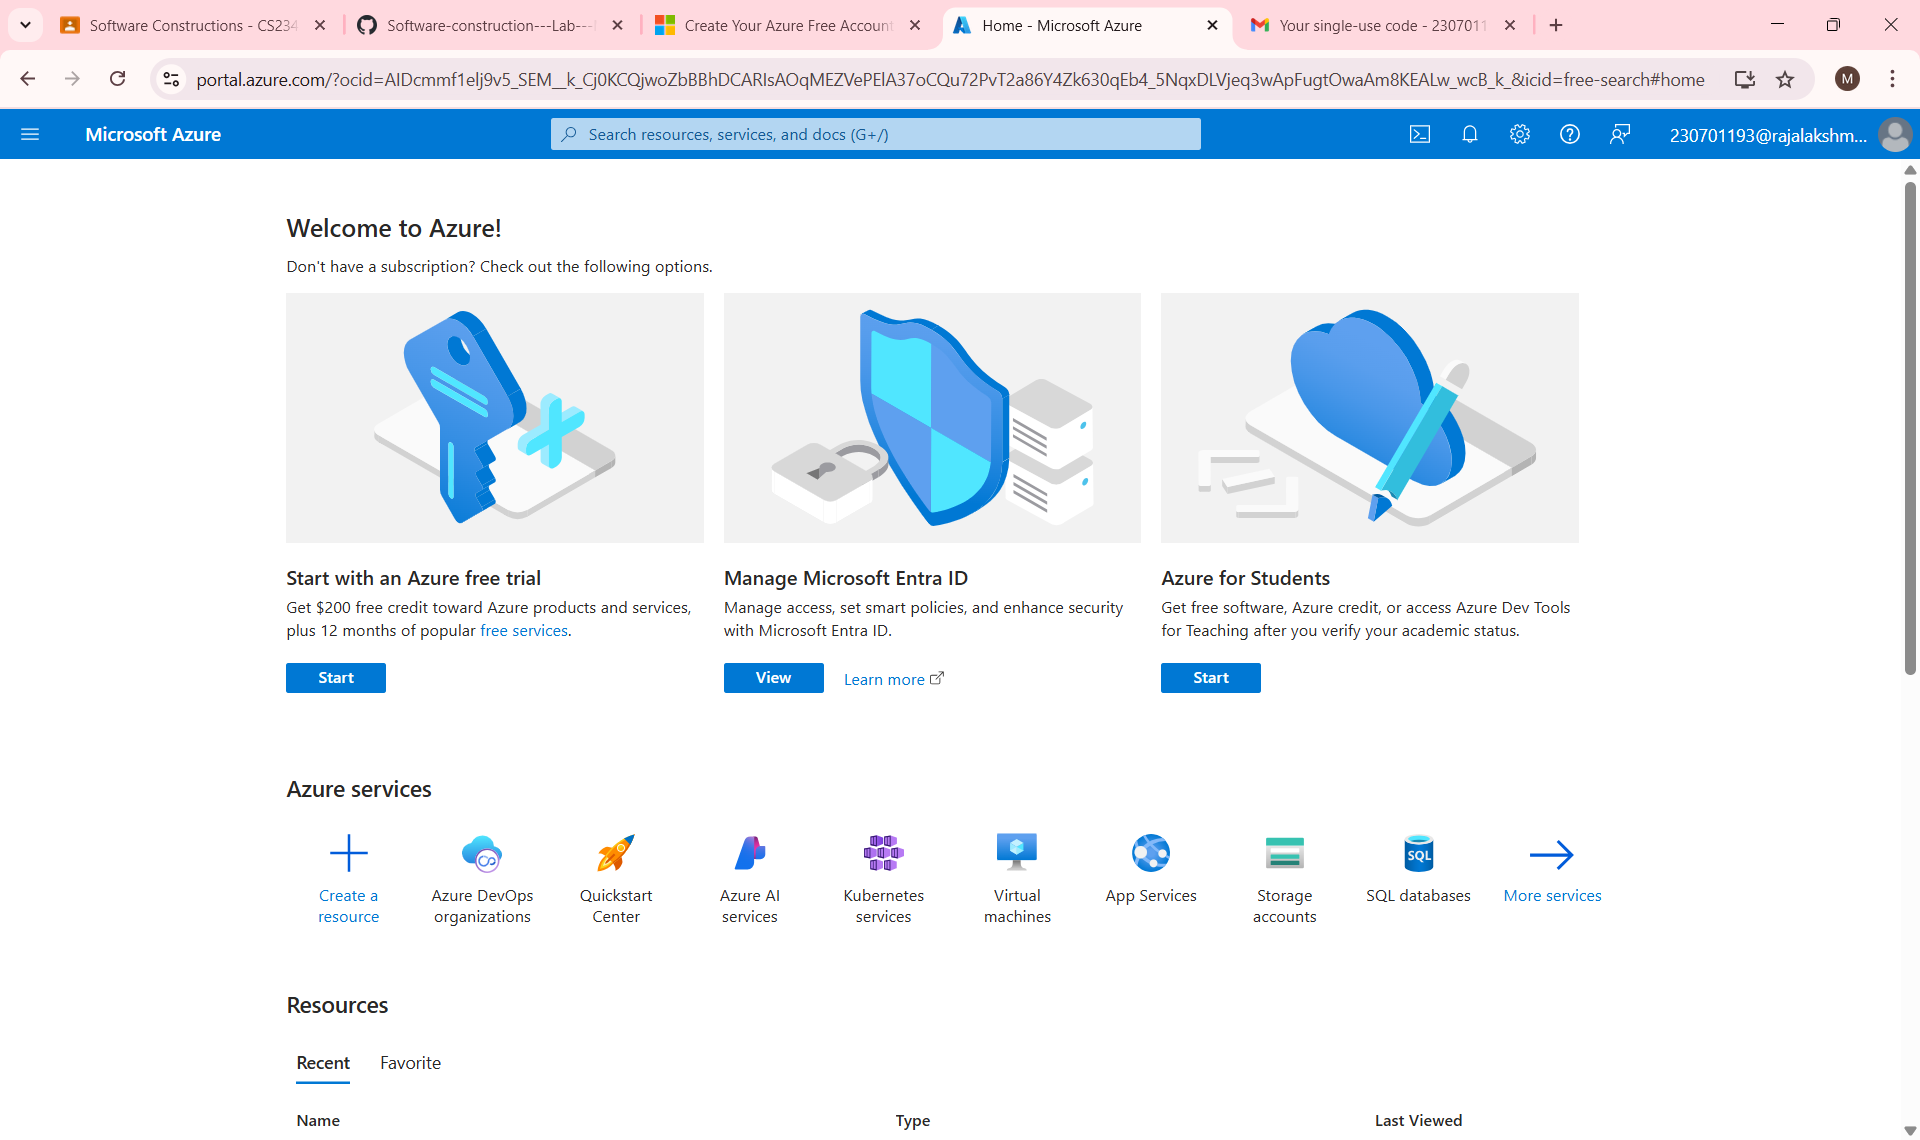 Software Constructions - CS234
Software-construction---Lab---
Create Your Azure Free Account
Home - Microsoft Azure
Your single-use code - 2307011
portal.azure.com/?ocid=AIDcmmf1elj9v5_SEM__k_Cj0KCQjwoZbBBhDCARIsAOqMEZVePElA37oCQu72PvT2a86Y4Zk630qEb4_5NqxDLVjeq3wApFugtOwaAm8KEALw_wcB_k_&icid=free-search#home
M
Microsoft Azure
Search resources, services, and docs (G+/)
230701193@rajalakshm...
Welcome to Azure!
Don't have a subscription? Check out the following options.
Start with an Azure free trial
Get $200 free credit toward Azure products and services,
plus 12 months of popular free services.
Start
Manage Microsoft Entra ID
Manage access, set smart policies, and enhance security
with Microsoft Entra ID.
View
Learn more
Azure for Students
Get free software, Azure credit, or access Azure Dev Tools
for Teaching after you verify your academic status.
Start
Azure services
Create a
resource
Azure DevOps
organizations
Quickstart
Center
Azure AI
services
Kubernetes
services
Virtual
machines
App Services
Storage
accounts
SQL
SQL databases
More services
Resources
Recent
Favorite
Name
Type
Last Viewed